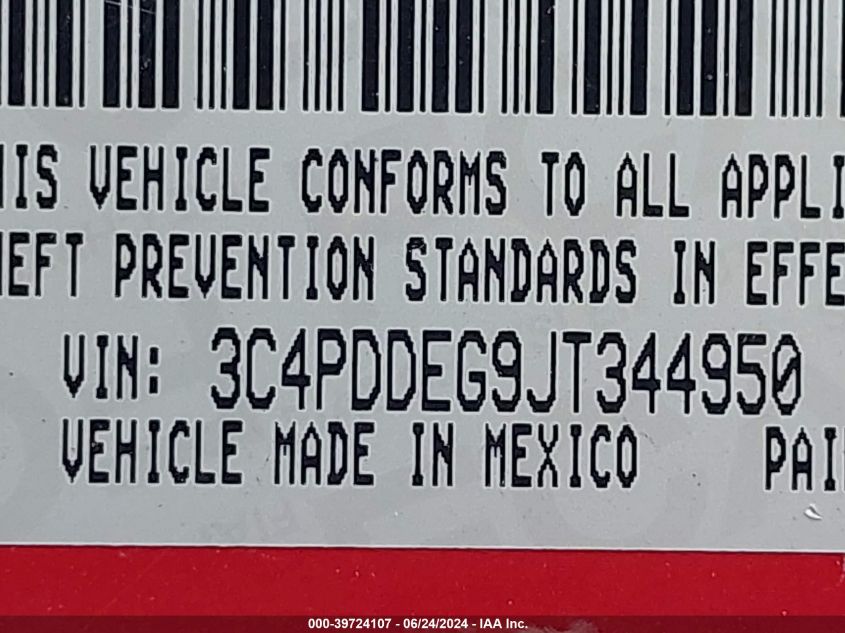 HIS VEHICLE CONFORMS TO ALL APPLI
EFT PREVENTION STANDARDS IN EFFE
VIN: 3C4PDDEG9JT344950
VEHICLE MADE IN MEXICO PAI
000-39724107 - 06/24/2024 - IAA Inc.